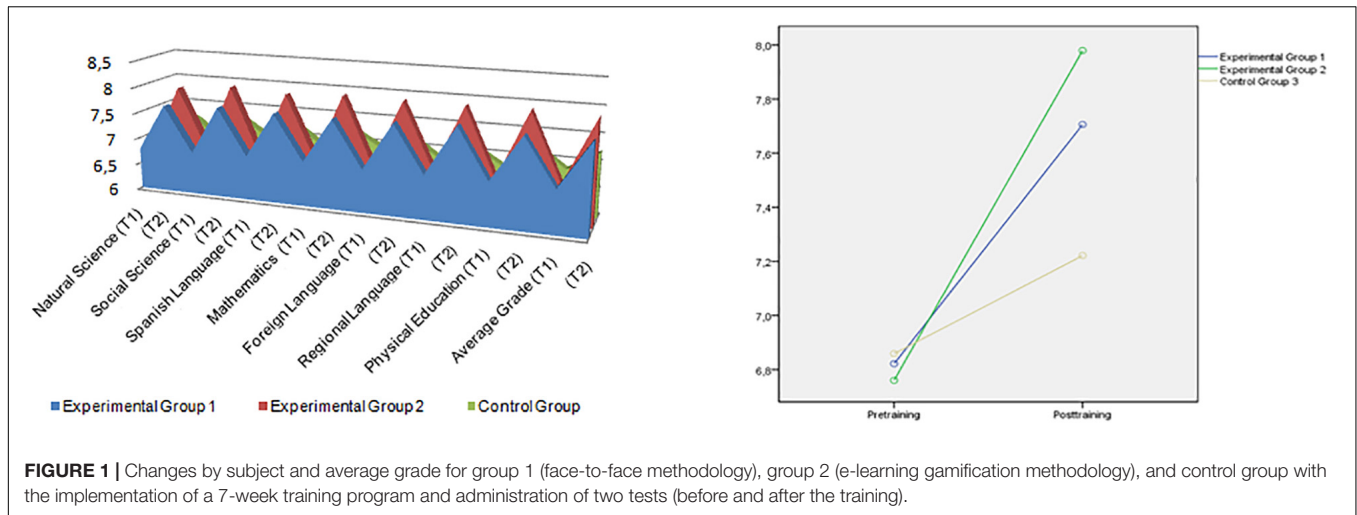 8,5
8
7,5
7
6,5
6
Natural Science (T1)
(T2)
Social Science (T1)
(T2)
Spanish Language (T1)
(T2)
Mathematics (T1)
(T2)
Foreign Language (T1)
(T2)
Regional Language (T1)
(T2)
Physical Education (T1)
(T2)
Average Grade (T1)
(T2)
Experimental Group 1
Experimental Group 2
Control Group
8,0
7,8
7,6
7,4
7,2
7,0
6,8
Pretraining
Posttraining
Experimental Group 1
Experimental Group 2
Control Group 3
FIGURE 1 | Changes by subject and average grade for group 1 (face-to-face methodology), group 2 (e-learning gamification methodology), and control group with
the implementation of a 7-week training program and administration of two tests (before and after the training).